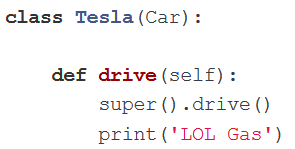 class Tesla(Car):
    def drive(self):
        super().drive()
        print('LOL Gas')